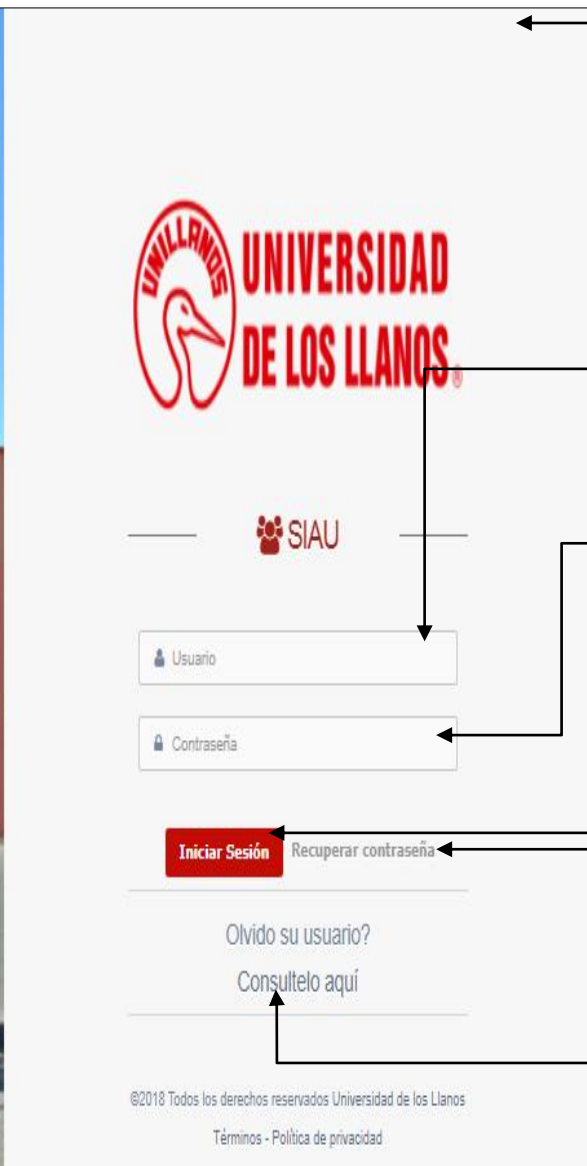 UNILLANOS
UNIVERSIDAD
DE LOS LLANOS®
SIAU
Usuario
Contraseña
Iniciar Sesión Recuperar contraseña
Olvido su usuario?
Consultelo aquí
©2018 Todos los derechos reservados Universidad de los Llanos
Términos - Política de privacidad